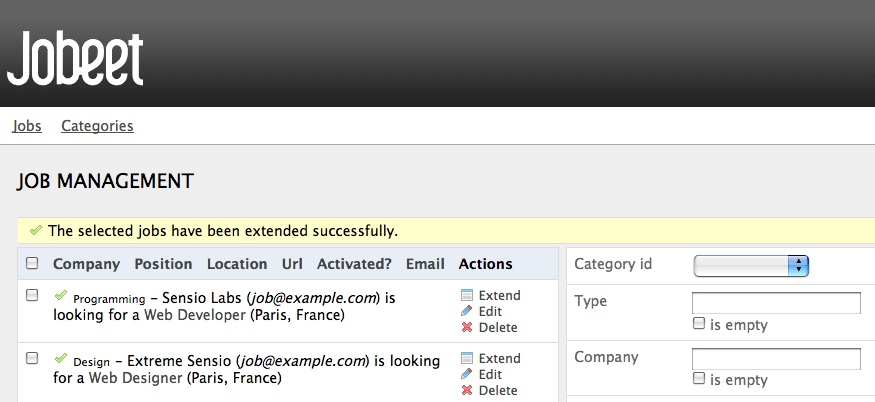 Jobeet
Jobs Categories
JOB MANAGEMENT
The selected jobs have been extended successfully.
Company Position Location Url Activated? Email Actions
Programming – Sensio Labs (job@example.com) is
looking for a Web Developer (Paris, France)
Extend
Edit
Delete
Design – Extreme Sensio (job@example.com) is looking
for a Web Designer (Paris, France)
Extend
Edit
Delete
Category id
Type
is empty
Company
is empty